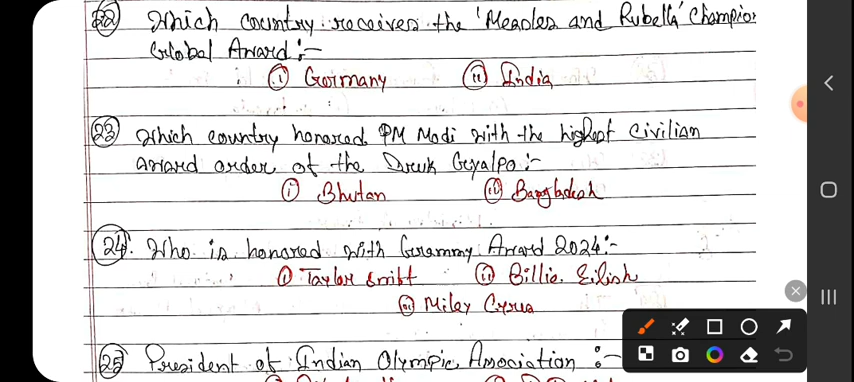 22 Which country receives the 'Measles and Rubella' Champion
Global Award :-
(i) Germany (ii) India
23 Which country honored PM Modi with the highest civilian
award order of the Druk Gyalpo :-
(i) Bhutan (ii) Bangladesh
24. Who is honored with Grammy Award 2024 :-
(i) Taylor Swift (ii) Billie Eilish
(iii) Miley Cyrus
25 President of Indian Olympic Association :-